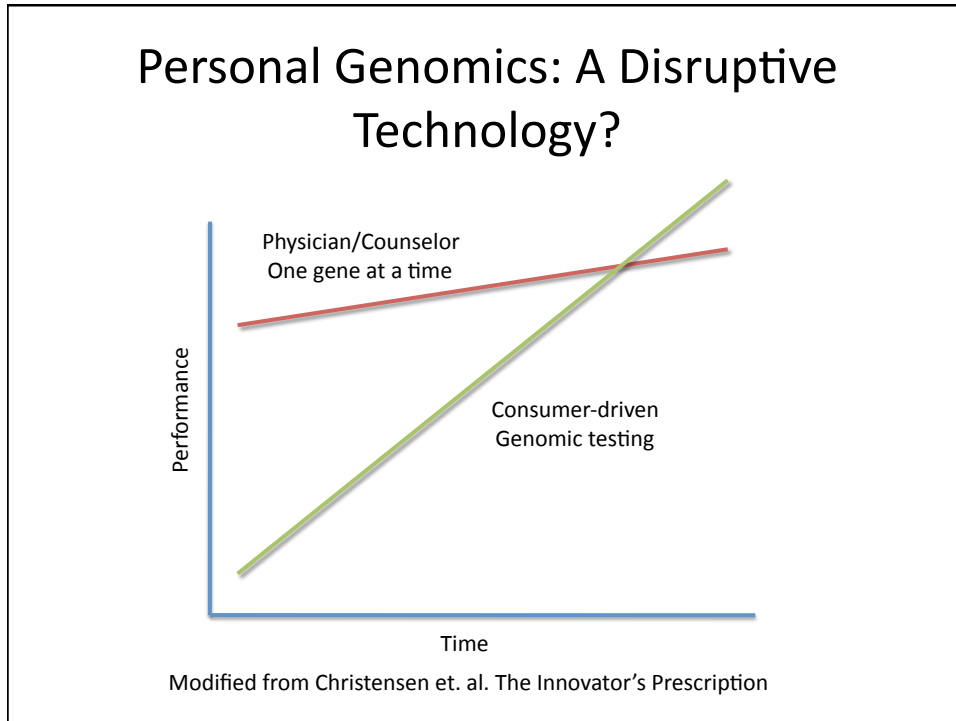 Personal Genomics: A Disruptive
Technology?
Physician/Counselor
One gene at a time
Performance
Consumer-driven
Genomic testing
Time
Modified from Christensen et. al. The Innovator’s Prescription